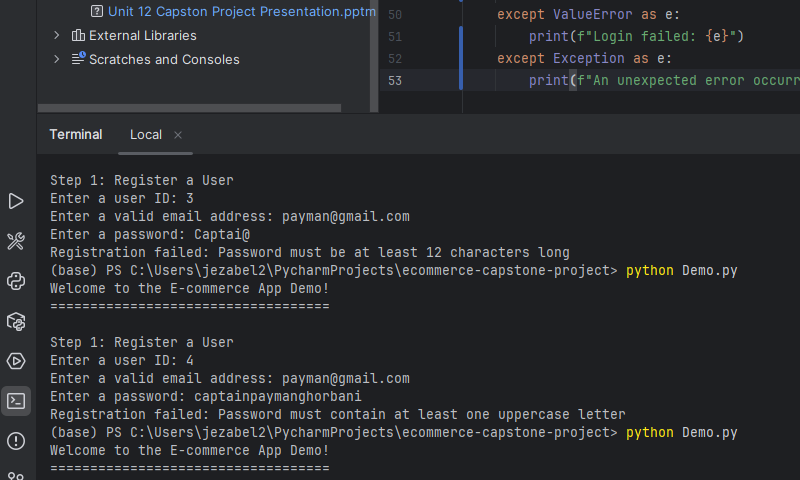 Unit 12 Capston Project Presentation.pptm
External Libraries
Scratches and Consoles
50 except ValueError as e:
51 print(f"Login failed: {e}")
52 except Exception as e:
53 print(f"An unexpected error occurr
Terminal Local ×
Step 1: Register a User
Enter a user ID: 3
Enter a valid email address: payman@gmail.com
Enter a password: Captai@
Registration failed: Password must be at least 12 characters long
(base) PS C:\Users\jezabel2\PycharmProjects\ecommerce-capstone-project> python Demo.py
Welcome to the E-commerce App Demo!
===================================
Step 1: Register a User
Enter a user ID: 4
Enter a valid email address: payman@gmail.com
Enter a password: captainpaymanghorbani
Registration failed: Password must contain at least one uppercase letter
(base) PS C:\Users\jezabel2\PycharmProjects\ecommerce-capstone-project> python Demo.py
Welcome to the E-commerce App Demo!
===================================